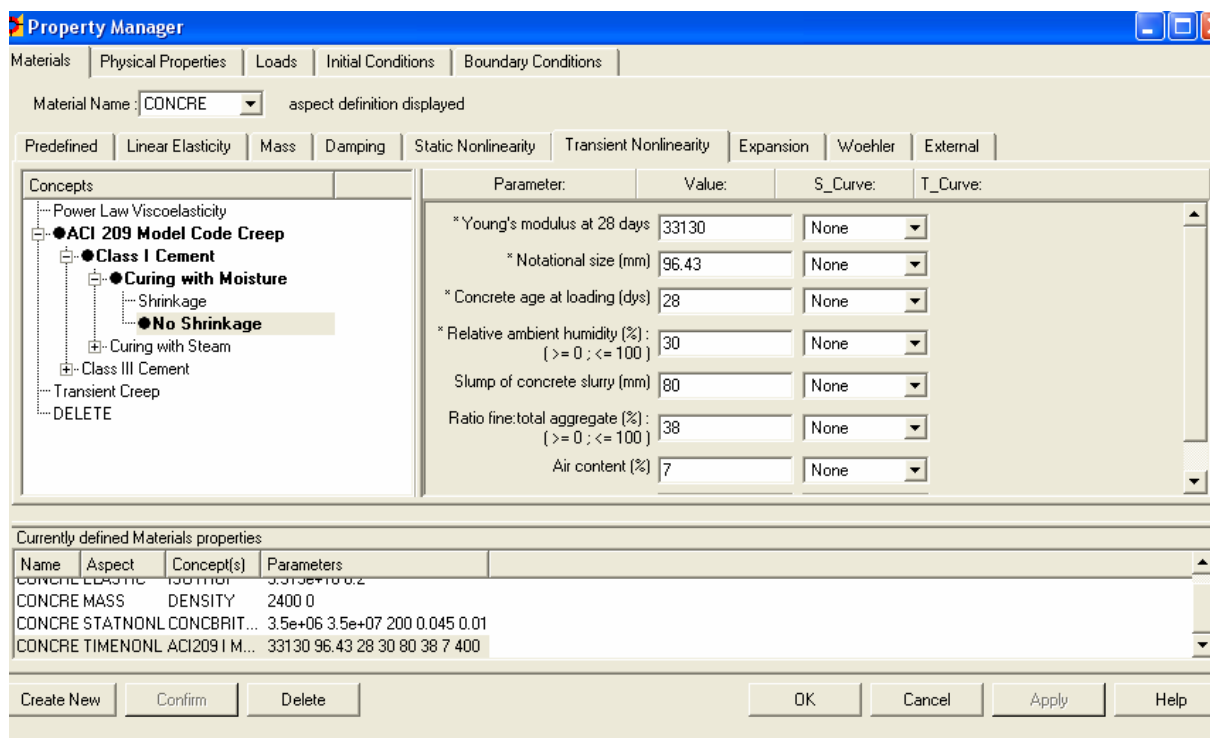 Property Manager
Materials Physical Properties Loads Initial Conditions Boundary Conditions
Material Name : CONCRE aspect definition displayed
Predefined Linear Elasticity Mass Damping Static Nonlinearity Transient Nonlinearity Expansion Woehler External
Concepts
Power Law Viscoelasticity
ACI 209 Model Code Creep
Class I Cement
Curing with Moisture
Shrinkage
No Shrinkage
Curing with Steam
Class III Cement
Transient Creep
DELETE
Parameter: Value: S_Curve: T_Curve:
* Young's modulus at 28 days 33130 None
* Notational size (mm) 96.43 None
* Concrete age at loading (dys) 28 None
* Relative ambient humidity (%) :
( >= 0 ; <= 100 ) 30 None
Slump of concrete slurry (mm) 80 None
Ratio fine:total aggregate (%) :
( >= 0 ; <= 100 ) 38 None
Air content (%) 7 None
Currently defined Materials properties
Name Aspect Concept(s) Parameters
CONCRE MASS DENSITY 2400 0
CONCRE STATNONL CONCBRIT... 3.5e+06 3.5e+07 200 0.045 0.01
CONCRE TIMENONL ACI209 I M... 33130 96.43 28 30 80 38 7 400
Create New Confirm Delete OK Cancel Apply Help